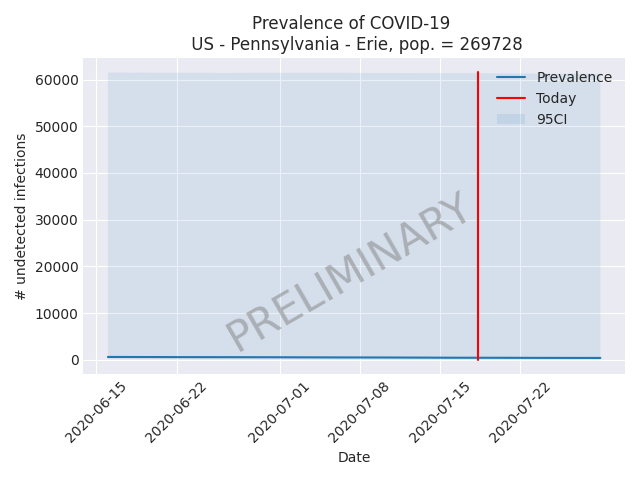 Prevalence of COVID-19
US - Pennsylvania - Erie, pop. = 269728
60000
50000
40000
30000
20000
10000
0
# undetected infections
Prevalence
Today
95CI
PRELIMINARY
2020-06-15
2020-06-22
2020-07-01
2020-07-08
2020-07-15
2020-07-22
Date